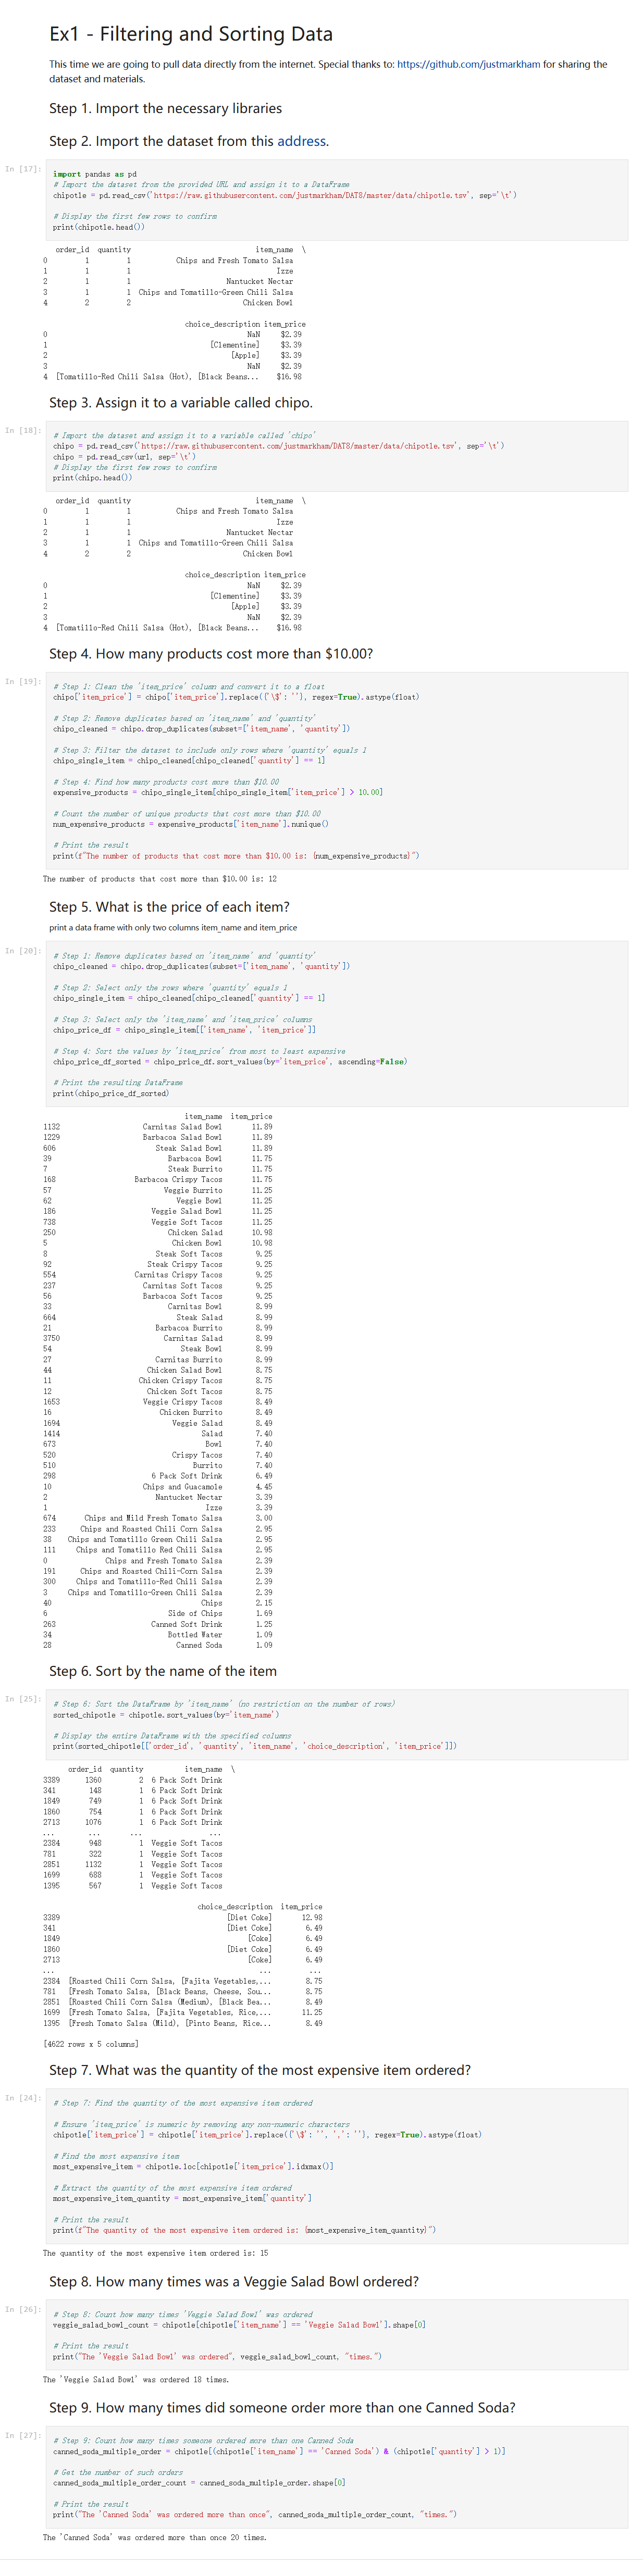 Ex1 - Filtering and Sorting Data
This time we are going to pull data directly from the internet. Special thanks to: https://github.com/justmarkham for sharing the
dataset and materials.
Step 1. Import the necessary libraries
Step 2. Import the dataset from this address.
In [17]:
import pandas as pd
# Import the dataset from the provided URL and assign it to a DataFrame
chipotle = pd.read_csv('https://raw.githubusercontent.com/justmarkham/DAT8/master/data/chipotle.tsv', sep='\t')
# Display the first few rows to confirm
print(chipotle.head())
order_id quantity item_name \
0 1 1 Chips and Fresh Tomato Salsa
1 1 1 Izze
2 1 1 Nantucket Nectar
3 1 1 Chips and Tomatillo-Green Chili Salsa
4 2 2 Chicken Bowl
choice_description item_price
0 NaN $2.39
1 [Clementine] $3.39
2 [Apple] $3.39
3 NaN $2.39
4 [Tomatillo-Red Chili Salsa (Hot), [Black Beans... $16.98
Step 3. Assign it to a variable called chipo.
In [18]:
# Import the dataset and assign it to a variable called 'chipo'
chipo = pd.read_csv('https://raw.githubusercontent.com/justmarkham/DAT8/master/data/chipotle.tsv', sep='\t')
chipo = pd.read_csv(url, sep='\t')
# Display the first few rows to confirm
print(chipo.head())
order_id quantity item_name \
0 1 1 Chips and Fresh Tomato Salsa
1 1 1 Izze
2 1 1 Nantucket Nectar
3 1 1 Chips and Tomatillo-Green Chili Salsa
4 2 2 Chicken Bowl
choice_description item_price
0 NaN $2.39
1 [Clementine] $3.39
2 [Apple] $3.39
3 NaN $2.39
4 [Tomatillo-Red Chili Salsa (Hot), [Black Beans... $16.98
Step 4. How many products cost more than $10.00?
In [19]:
# Step 1: Clean the 'item_price' column and convert it to a float
chipo['item_price'] = chipo['item_price'].replace({'\$': ''}, regex=True).astype(float)
# Step 2: Remove duplicates based on 'item_name' and 'quantity'
chipo_cleaned = chipo.drop_duplicates(subset=['item_name', 'quantity'])
# Step 3: Filter the dataset to include only rows where 'quantity' equals 1
chipo_single_item = chipo_cleaned[chipo_cleaned['quantity'] == 1]
# Step 4: Find how many products cost more than $10.00
expensive_products = chipo_single_item[chipo_single_item['item_price'] > 10.00]
# Count the number of unique products that cost more than $10.00
num_expensive_products = expensive_products['item_name'].nunique()
# Print the result
print(f"The number of products that cost more than $10.00 is: {num_expensive_products}")
The number of products that cost more than $10.00 is: 12
Step 5. What is the price of each item?
print a data frame with only two columns item_name and item_price
In [20]:
# Step 1: Remove duplicates based on 'item_name' and 'quantity'
chipo_cleaned = chipo.drop_duplicates(subset=['item_name', 'quantity'])
# Step 2: Select only the rows where 'quantity' equals 1
chipo_single_item = chipo_cleaned[chipo_cleaned['quantity'] == 1]
# Step 3: Select only the 'item_name' and 'item_price' columns
chipo_price_df = chipo_single_item[['item_name', 'item_price']]
# Step 4: Sort the values by 'item_price' from most to least expensive
chipo_price_df_sorted = chipo_price_df.sort_values(by='item_price', ascending=False)
# Print the resulting DataFrame
print(chipo_price_df_sorted)
item_name item_price
1132 Carnitas Salad Bowl 11.89
1229 Barbacoa Salad Bowl 11.89
606 Steak Salad Bowl 11.89
39 Barbacoa Bowl 11.75
7 Steak Burrito 11.75
168 Barbacoa Crispy Tacos 11.75
57 Veggie Burrito 11.25
62 Veggie Bowl 11.25
186 Veggie Salad Bowl 11.25
738 Veggie Soft Tacos 11.25
250 Chicken Salad 10.98
5 Chicken Bowl 10.98
8 Steak Soft Tacos 9.25
92 Steak Crispy Tacos 9.25
554 Carnitas Crispy Tacos 9.25
237 Carnitas Soft Tacos 9.25
56 Barbacoa Soft Tacos 9.25
33 Carnitas Bowl 8.99
664 Steak Salad 8.99
21 Barbacoa Burrito 8.99
3750 Carnitas Salad 8.99
54 Steak Bowl 8.99
27 Carnitas Burrito 8.99
44 Chicken Salad Bowl 8.75
11 Chicken Crispy Tacos 8.75
12 Chicken Soft Tacos 8.75
1653 Veggie Crispy Tacos 8.49
16 Chicken Burrito 8.49
1694 Veggie Salad 8.49
1414 Salad 7.40
673 Bowl 7.40
520 Crispy Tacos 7.40
510 Burrito 7.40
298 6 Pack Soft Drink 6.49
10 Chips and Guacamole 4.45
2 Nantucket Nectar 3.39
1 Izze 3.39
674 Chips and Mild Fresh Tomato Salsa 3.00
233 Chips and Roasted Chili Corn Salsa 2.95
38 Chips and Tomatillo Green Chili Salsa 2.95
111 Chips and Tomatillo Red Chili Salsa 2.95
0 Chips and Fresh Tomato Salsa 2.39
191 Chips and Roasted Chili-Corn Salsa 2.39
300 Chips and Tomatillo-Red Chili Salsa 2.39
3 Chips and Tomatillo-Green Chili Salsa 2.39
40 Chips 2.15
6 Side of Chips 1.69
263 Canned Soft Drink 1.25
34 Bottled Water 1.09
28 Canned Soda 1.09
Step 6. Sort by the name of the item
In [25]:
# Step 6: Sort the DataFrame by 'item_name' (no restriction on the number of rows)
sorted_chipotle = chipotle.sort_values(by='item_name')
# Display the entire DataFrame with the specified columns
print(sorted_chipotle[['order_id', 'quantity', 'item_name', 'choice_description', 'item_price']])
order_id quantity item_name \
3389 1360 2 6 Pack Soft Drink
341 148 1 6 Pack Soft Drink
1849 749 1 6 Pack Soft Drink
1860 754 1 6 Pack Soft Drink
2713 1076 1 6 Pack Soft Drink
... ... ... ...
2384 948 1 Veggie Soft Tacos
781 322 1 Veggie Soft Tacos
2851 1132 1 Veggie Soft Tacos
1699 688 1 Veggie Soft Tacos
1395 567 1 Veggie Soft Tacos
choice_description item_price
3389 [Diet Coke] 12.98
341 [Diet Coke] 6.49
1849 [Coke] 6.49
1860 [Diet Coke] 6.49
2713 [Coke] 6.49
... ... ...
2384 [Roasted Chili Corn Salsa, [Fajita Vegetables,... 8.75
781 [Fresh Tomato Salsa, [Black Beans, Cheese, Sou... 8.75
2851 [Roasted Chili Corn Salsa (Medium), [Black Bea... 8.49
1699 [Fresh Tomato Salsa, [Fajita Vegetables, Rice,... 11.25
1395 [Fresh Tomato Salsa (Mild), [Pinto Beans, Rice... 8.49
[4622 rows x 5 columns]
Step 7. What was the quantity of the most expensive item ordered?
In [24]:
# Step 7: Find the quantity of the most expensive item ordered
# Ensure 'item_price' is numeric by removing any non-numeric characters
chipotle['item_price'] = chipotle['item_price'].replace({'\$': '', ',': ''}, regex=True).astype(float)
# Find the most expensive item
most_expensive_item = chipotle.loc[chipotle['item_price'].idxmax()]
# Extract the quantity of the most expensive item ordered
most_expensive_item_quantity = most_expensive_item['quantity']
# Print the result
print(f"The quantity of the most expensive item ordered is: {most_expensive_item_quantity}")
The quantity of the most expensive item ordered is: 15
Step 8. How many times was a Veggie Salad Bowl ordered?
In [26]:
# Step 8: Count how many times 'Veggie Salad Bowl' was ordered
veggie_salad_bowl_count = chipotle[chipotle['item_name'] == 'Veggie Salad Bowl'].shape[0]
# Print the result
print("The 'Veggie Salad Bowl' was ordered", veggie_salad_bowl_count, "times.")
The 'Veggie Salad Bowl' was ordered 18 times.
Step 9. How many times did someone order more than one Canned Soda?
In [27]:
# Step 9: Count how many times someone ordered more than one Canned Soda
canned_soda_multiple_order = chipotle[(chipotle['item_name'] == 'Canned Soda') & (chipotle['quantity'] > 1)]
# Get the number of such orders
canned_soda_multiple_order_count = canned_soda_multiple_order.shape[0]
# Print the result
print("The 'Canned Soda' was ordered more than once", canned_soda_multiple_order_count, "times.")
The 'Canned Soda' was ordered more than once 20 times.